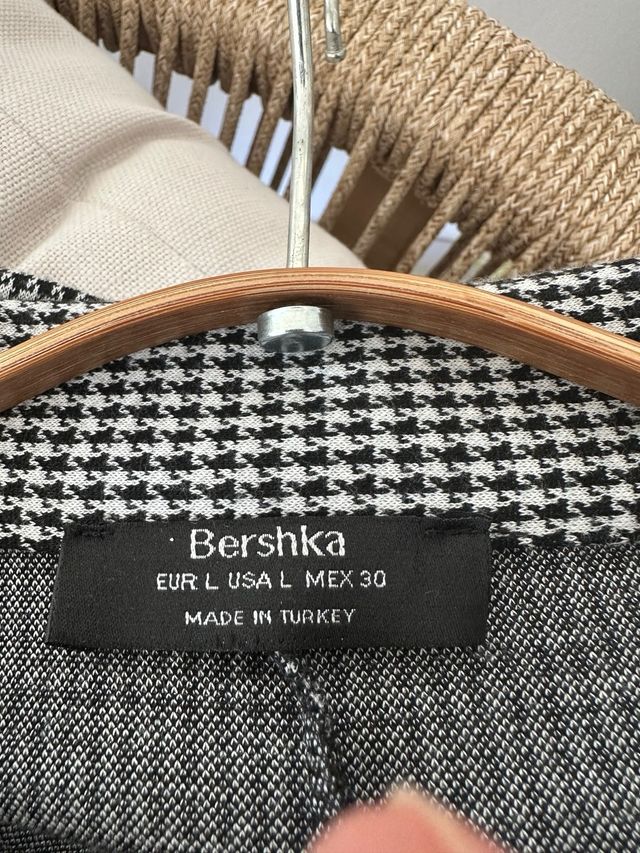 Bershka
EUR L USA L MEX 30
MADE IN TURKEY